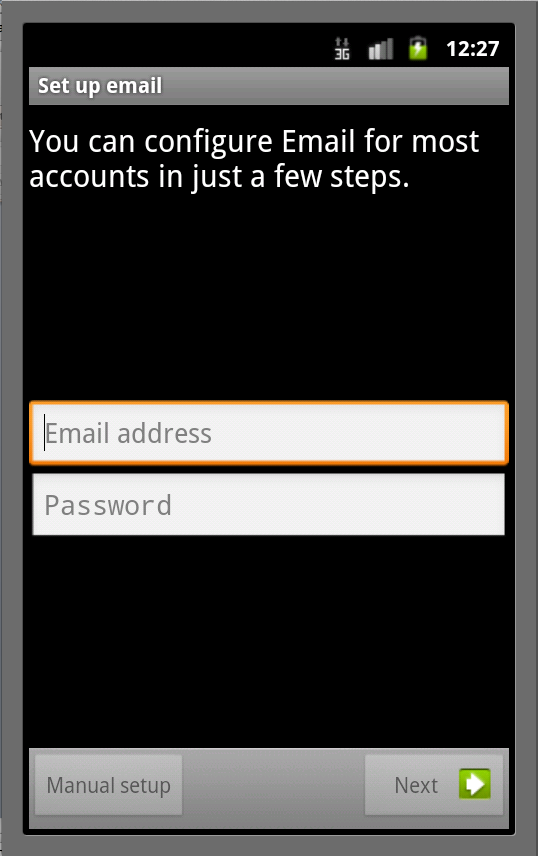 3G 12:27
Set up email
You can configure Email for most
accounts in just a few steps.
Email address
Password
Manual setup Next